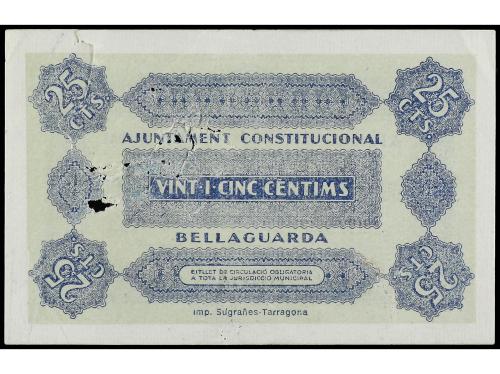 25 CTS.
25 CTS.
AJUNTAMENT CONSTITUCIONAL
VINT-I-CINC CENTIMS
BELLAGUARDA
BITLLET DE CIRCULACIÓ OBLIGATORIA
A TOTA LA JURISDICCIÓ MUNICIPAL
25 CTS
25 CTS
Imp. Sugrañes-Tarragona